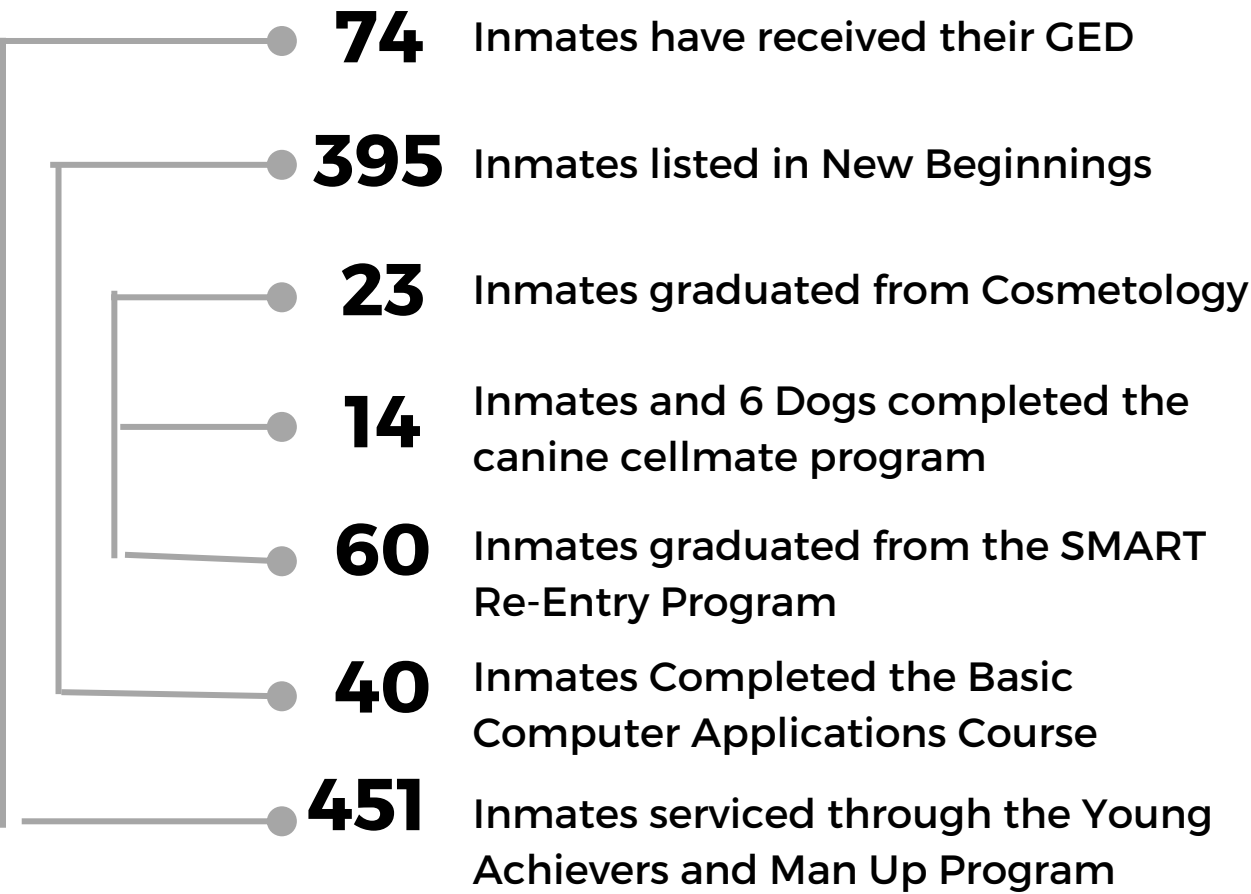 74 Inmates have received their GED
395 Inmates listed in New Beginnings
23 Inmates graduated from Cosmetology
14 Inmates and 6 Dogs completed the
canine cellmate program
60 Inmates graduated from the SMART
Re-Entry Program
40 Inmates Completed the Basic
Computer Applications Course
451 Inmates serviced through the Young
Achievers and Man Up Program